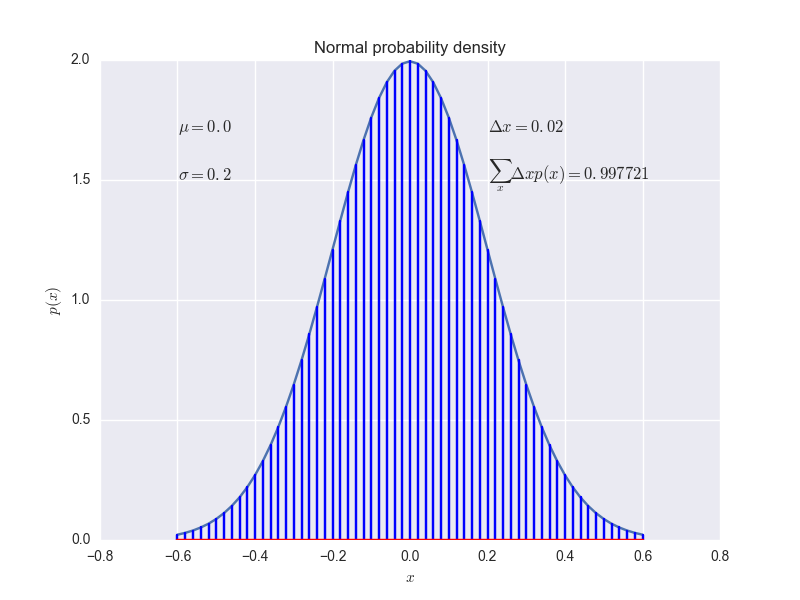 Normal probability density
2.0
μ = 0.0
Δx = 0.02
σ = 0.2
∑ₓ Δxp(x) = 0.997721
1.5
p(x)
1.0
0.5
0.0
−0.8 −0.6 −0.4 −0.2 0.0 0.2 0.4 0.6 0.8
x